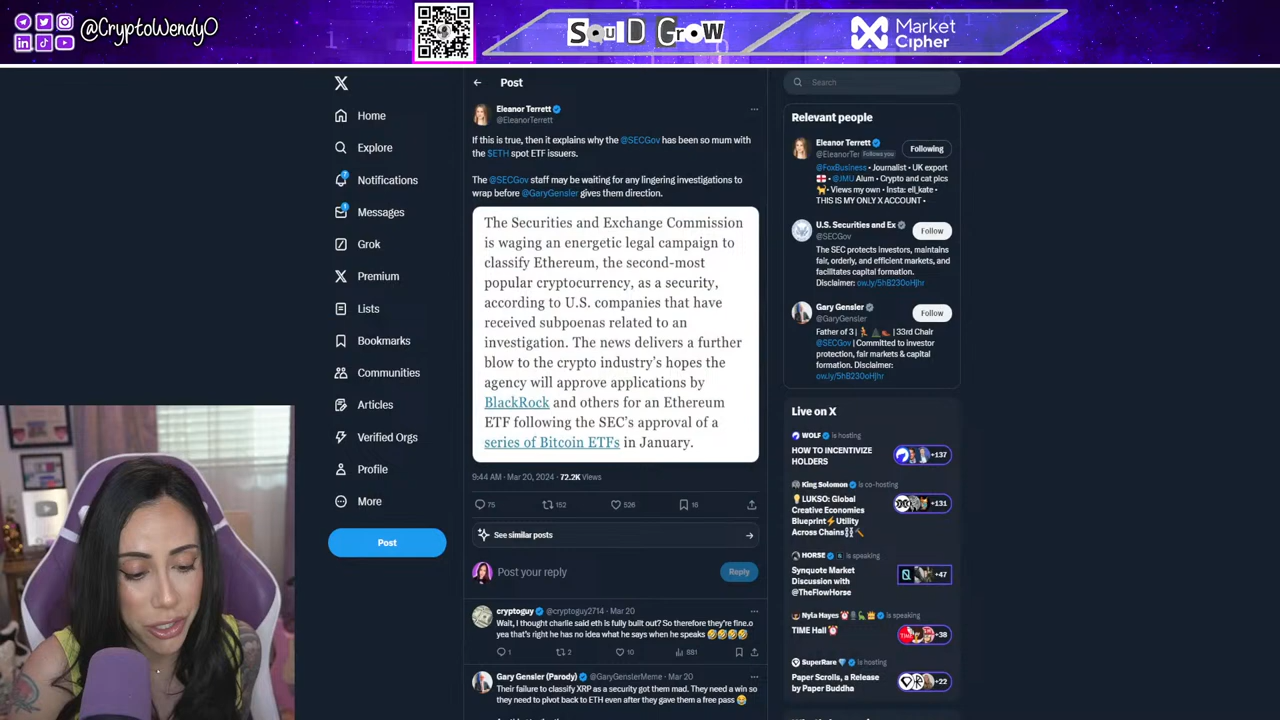 @CryptoWendyO
SquiD GroW
Market
Cipher
Post
Search
Eleanor Terrett
@EleanorTerrett
If this is true, then it explains why the @SECGov has been so mum with
the $ETH spot ETF issuers.
The @SECGov staff may be waiting for any lingering investigations to
wrap before @GaryGensler gives them direction.
The Securities and Exchange Commission
is waging an energetic legal campaign to
classify Ethereum, the second-most
popular cryptocurrency, as a security,
according to U.S. companies that have
received subpoenas related to an
investigation. The news delivers a further
blow to the crypto industry's hopes the
agency will approve applications by
BlackRock and others for an Ethereum
ETF following the SEC's approval of a
series of Bitcoin ETFs in January.
9:44 AM · Mar 20, 2024 · 72.2K Views
75 152 526 16
See similar posts
Post your reply
Reply
cryptoguy @cryptoguy2714 · Mar 20
Wait, I thought charlie said eth is fully built out? So therefore they're fine.o
yea that's right he has no idea what he says when he speaks 🤣🤣🤣🤣
1 2 10 881
Gary Gensler (Parody) @GaryGenslerMeme · Mar 20
Their failure to classify XRP as a security got them mad. They need a win so
they need to pivot back to ETH even after they gave them a free pass 😂
Home
Explore
Notifications
Messages
Grok
Premium
Lists
Bookmarks
Communities
Articles
Verified Orgs
Profile
More
Post
Relevant people
Eleanor Terrett
@EleanorTer Follows you
Following
@FoxBusiness • Journalist • UK export
🏴󠁧󠁢󠁥󠁮󠁧󠁿 • @JMU Alum • Crypto and cat pics
• Views my own • Insta: ell_kate •
THIS IS MY ONLY X ACCOUNT •
U.S. Securities and Ex
@SECGov
Follow
The SEC protects investors, maintains
fair, orderly, and efficient markets, and
facilitates capital formation.
Disclaimer: ow.ly/5hB230oHjhr
Gary Gensler
@GaryGensler
Follow
Father of 3 | | 33rd Chair
@SECGov | Committed to investor
protection, fair markets & capital
formation. Disclaimer:
ow.ly/5hB230oHjhr
Live on X
WOLF is hosting
HOW TO INCENTIVIZE
HOLDERS
+137
King Solomon is co-hosting
💡LUKSO: Global
Creative Economies
Blueprint⚡Utility
Across Chains⛓🔨
+131
HORSE is speaking
Synquote Market
Discussion with
@TheFlowHorse
+47
Nyla Hayes is speaking
TIME Hall ⏰
+38
SuperRare is hosting
Paper Scrolls, a Release
by Paper Buddha
+22